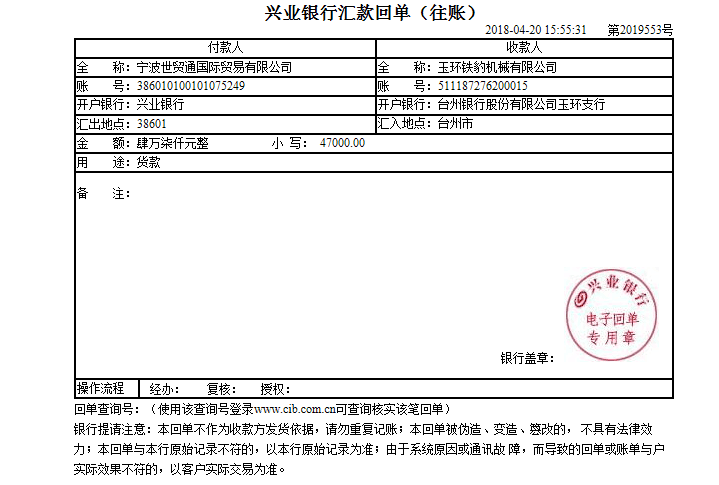 兴业银行汇款回单（往账）
2018-04-20 15:55:31 第2019553号
付款人 收款人
全 称：宁波世贸通国际贸易有限公司 全 称：玉环铁豹机械有限公司
账 号：386010100101075249 账 号：511187276200015
开户银行：兴业银行 开户银行：台州银行股份有限公司玉环支行
汇出地点：38601 汇入地点：台州市
金 额：肆万柒仟元整 小 写： 47000.00
用 途：货款
备 注：
兴业银行
电子回单
专用章
银行盖章：
操作流程 经办： 复核： 授权：
回单查询号：（使用该查询号登录www.cib.com.cn可查询核实该笔回单）
银行提请注意：本回单不作为收款方发货依据，请勿重复记账；本回单被伪造、变造、篡改的， 不具有法律效
力；本回单与本行原始记录不符的，以本行原始记录为准；由于系统原因或通讯故 障，而导致的回单或账单与户
实际效果不符的，以客户实际交易为准。